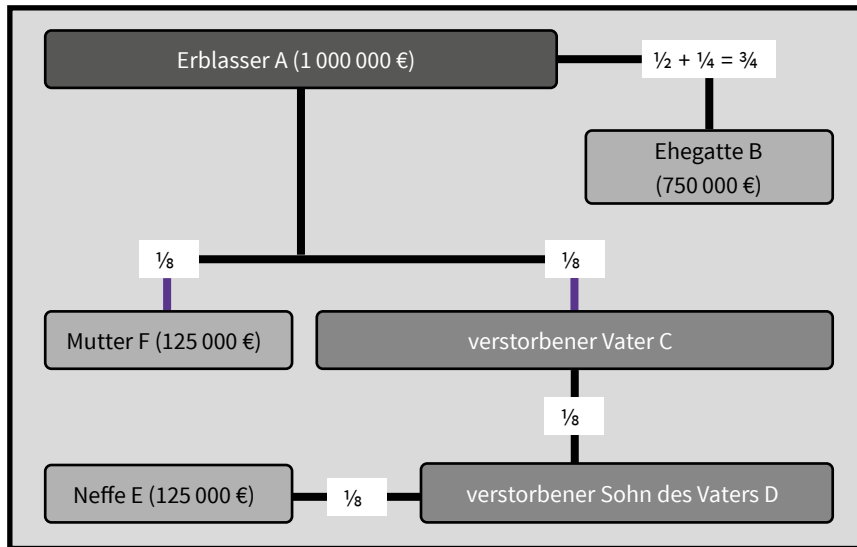 Erblasser A (1 000 000 €)
½ + ¼ = ¾
Ehegatte B
(750 000 €)
⅛
⅛
Mutter F (125 000 €)
verstorbener Vater C
⅛
Neffe E (125 000 €)
⅛
verstorbener Sohn des Vaters D